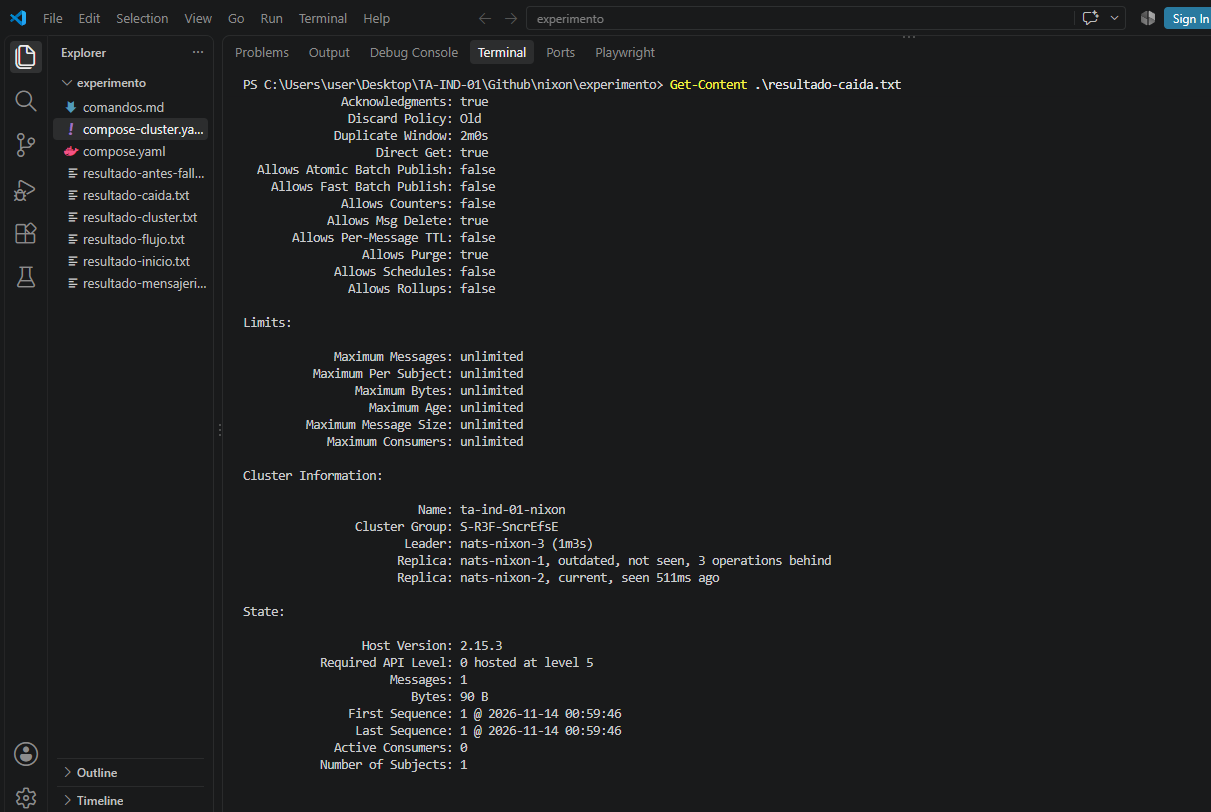 File Edit Selection View Go Run Terminal Help
experimento
Sign In
Explorer
Problems Output Debug Console Terminal Ports Playwright
experimento
comandos.md
compose-cluster.ya...
compose.yaml
resultado-antes-fall...
resultado-caida.txt
resultado-cluster.txt
resultado-flujo.txt
resultado-inicio.txt
resultado-mensajeri...
Outline
Timeline
PS C:\Users\user\Desktop\TA-IND-01\Github\nixon\experimento> Get-Content .\resultado-caida.txt
Acknowledgments: true
Discard Policy: Old
Duplicate Window: 2m0s
Direct Get: true
Allows Atomic Batch Publish: false
Allows Fast Batch Publish: false
Allows Counters: false
Allows Msg Delete: true
Allows Per-Message TTL: false
Allows Purge: true
Allows Schedules: false
Allows Rollups: false
Limits:
Maximum Messages: unlimited
Maximum Per Subject: unlimited
Maximum Bytes: unlimited
Maximum Age: unlimited
Maximum Message Size: unlimited
Maximum Consumers: unlimited
Cluster Information:
Name: ta-ind-01-nixon
Cluster Group: S-R3F-SncrEfsE
Leader: nats-nixon-3 (1m3s)
Replica: nats-nixon-1, outdated, not seen, 3 operations behind
Replica: nats-nixon-2, current, seen 511ms ago
State:
Host Version: 2.15.3
Required API Level: 0 hosted at level 5
Messages: 1
Bytes: 90 B
First Sequence: 1 @ 2026-11-14 00:59:46
Last Sequence: 1 @ 2026-11-14 00:59:46
Active Consumers: 0
Number of Subjects: 1